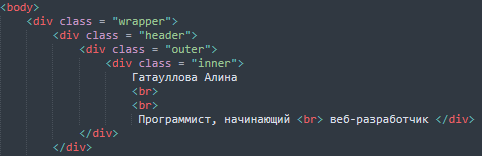 <body>
<div class = "wrapper">
<div class = "header">
<div class = "outer">
<div class = "inner">
Гатауллова Алина
<br>
<br>
Программист, начинающий <br> веб-разработчик </div>
</div>
</div>